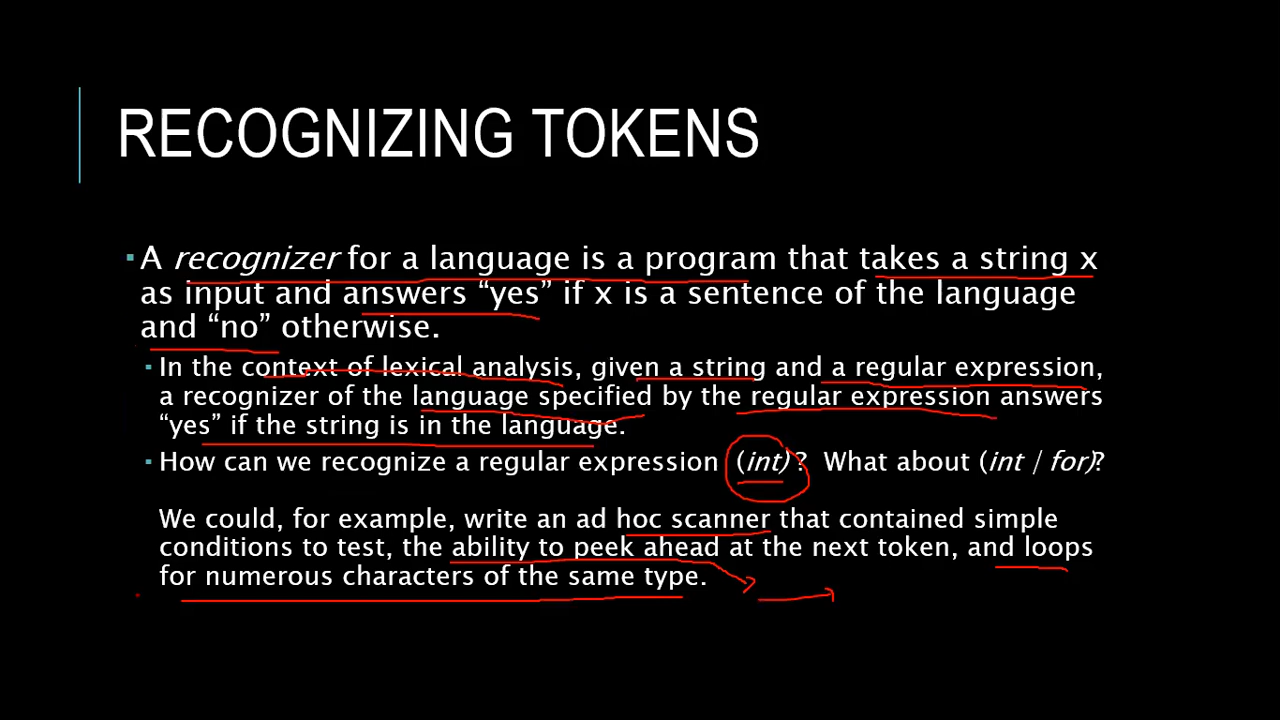 RECOGNIZING TOKENS
▪ A recognizer for a language is a program that takes a string x
as input and answers “yes” if x is a sentence of the language
and “no” otherwise.
▪ In the context of lexical analysis, given a string and a regular expression,
a recognizer of the language specified by the regular expression answers
“yes” if the string is in the language.
▪ How can we recognize a regular expression (int)? What about (int / for)?
We could, for example, write an ad hoc scanner that contained simple
conditions to test, the ability to peek ahead at the next token, and loops
for numerous characters of the same type.